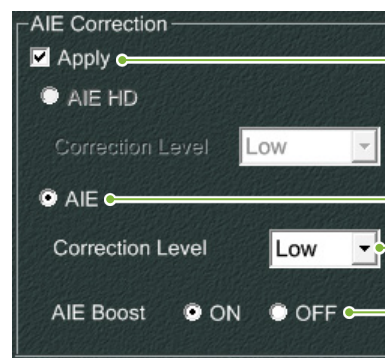 AIE Correction
Apply
AIE HD
Correction Level Low
AIE
Correction Level Low
AIE Boost ON OFF